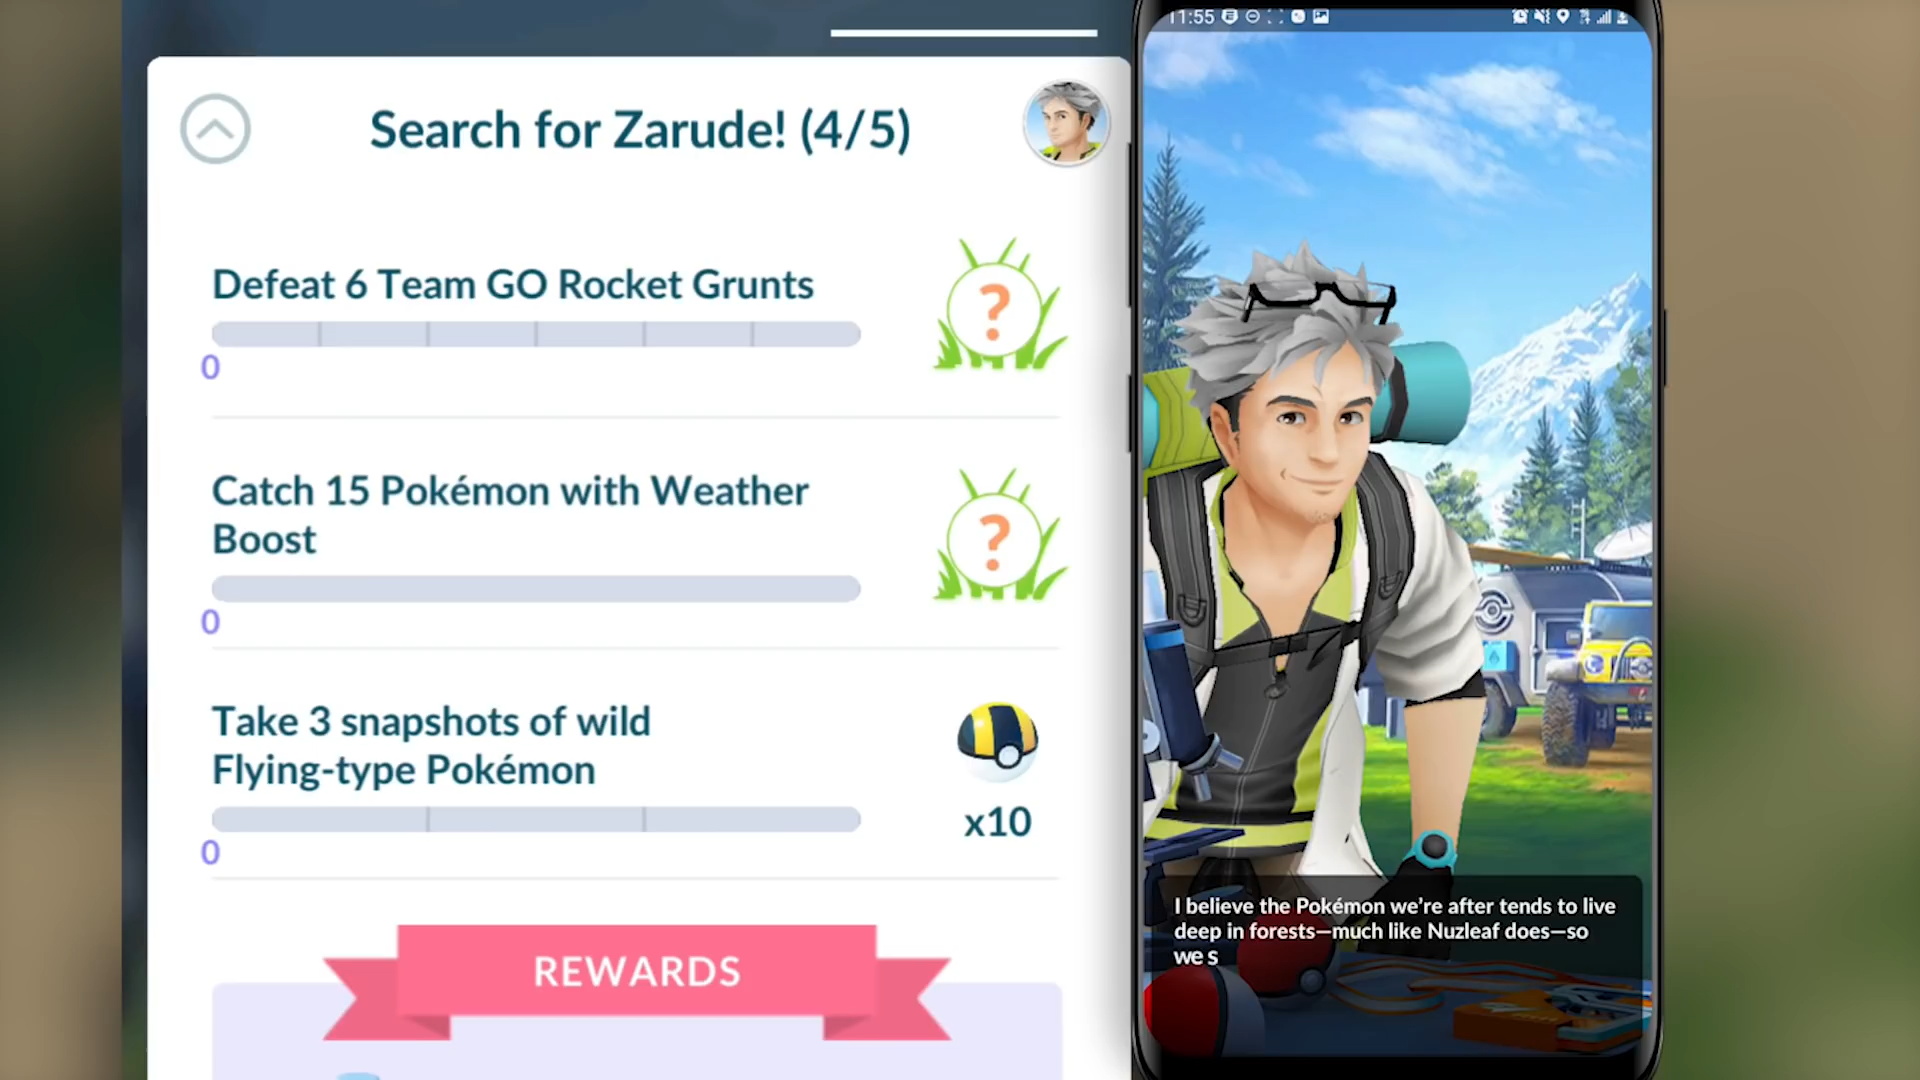 Search for Zarude! (4/5)
Defeat 6 Team GO Rocket Grunts
?
0
Catch 15 Pokémon with Weather
Boost
?
0
Take 3 snapshots of wild
Flying-type Pokémon
x10
0
REWARDS
11:55
I believe the Pokémon we're after tends to live
deep in forests—much like Nuzleaf does—so
we s